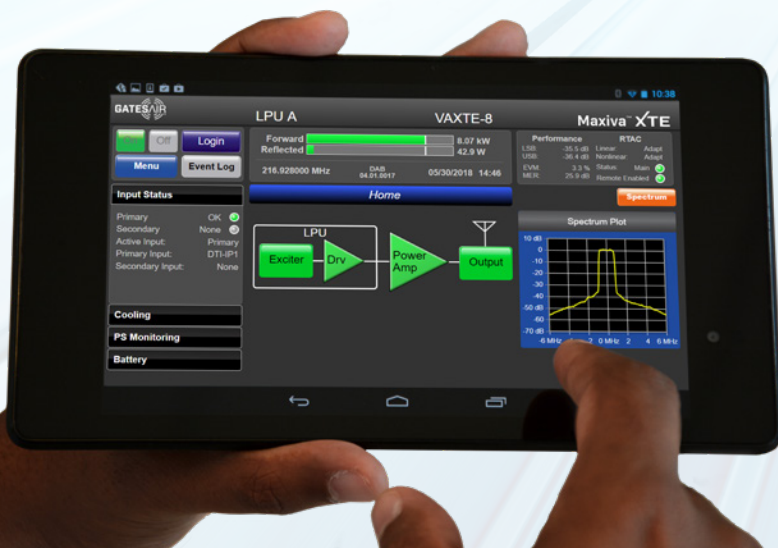 10:38
GATESAIR
LPU A
VAXTE-8
Maxiva™ XTE
On
Off
Login
Menu
Event Log
Forward
8.07 kW
Reflected
42.9 W
216.928000 MHz
DAB
04.01.0017
05/30/2018 14:46
Performance
RTAC
LSB: -35.5 dB
Linear Adapt
USB: -36.4 dB
Nonlinear Adapt
EVM: 3.3 %
Status: Main
MER: 25.9 dB
Remote Enabled
Input Status
Home
Spectrum
Primary OK
Secondary None
Active Input: Primary
Primary Input: DTI-IP1
Secondary Input: None
LPU
Exciter
Drv
Power
Amp
Output
Spectrum Plot
10 dB
0
-10
-20
-30
-40
-50 dB
-60
-70 dB
-6 MHz
-2 0 MHz 2 4 6 MHz
Cooling
PS Monitoring
Battery